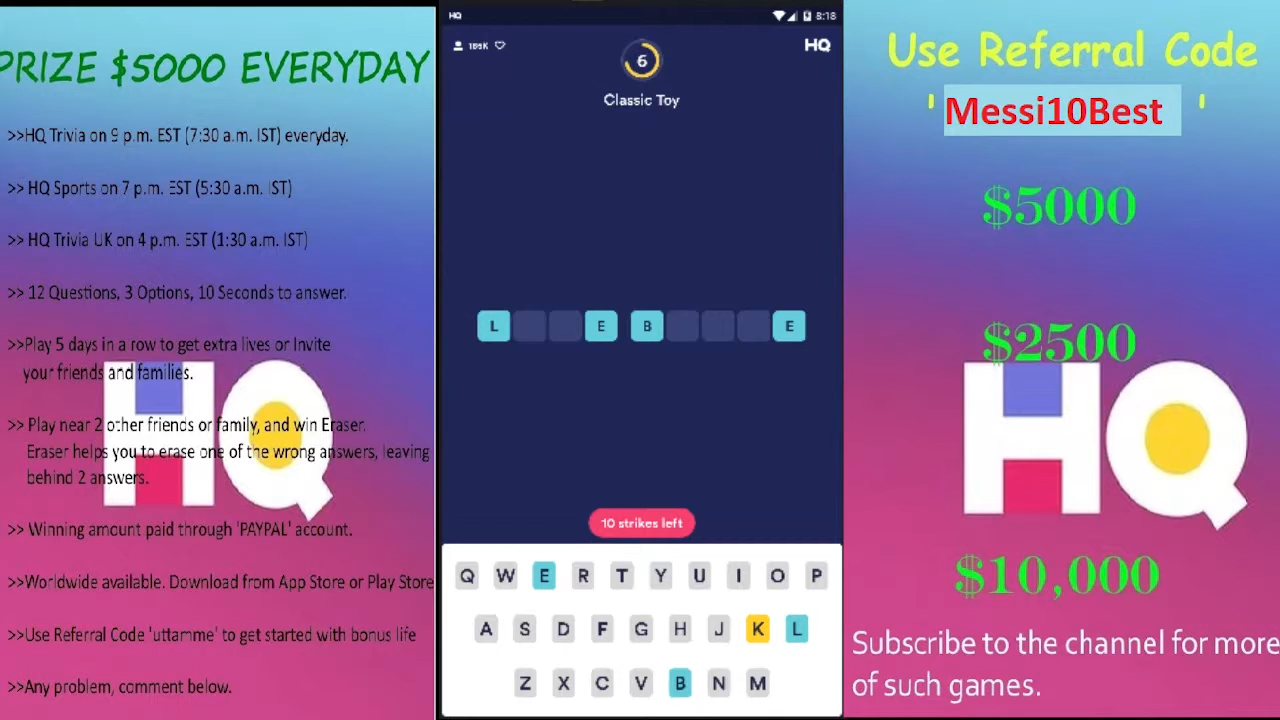 PRIZE $5000 EVERYDAY
>>HQ Trivia on 9 p.m. EST (7:30 a.m. IST) everyday.
>> HQ Sports on 7 p.m. EST (5:30 a.m. IST)
>> HQ Trivia UK on 4 p.m. EST (1:30 a.m. IST)
>> 12 Questions, 3 Options, 10 Seconds to answer.
>>Play 5 days in a row to get extra lives or Invite
your friends and families.
>> Play near 2 other friends or family, and win Eraser.
Eraser helps you to erase one of the wrong answers, leaving
behind 2 answers.
>> Winning amount paid through 'PAYPAL' account.
>>Worldwide available. Download from App Store or Play Store
>>Use Referral Code 'uttamme' to get started with bonus life
>>Any problem, comment below.
HQ
HQ 8:18
HQ
6
Classic Toy
L E B E
10 strikes left
Q W E R T Y U I O P
A S D F G H J K L
Z X C V B N M
Use Referral Code
' Messi10Best '
$5000
$2500
HQ
$10,000
Subscribe to the channel for more
of such games.